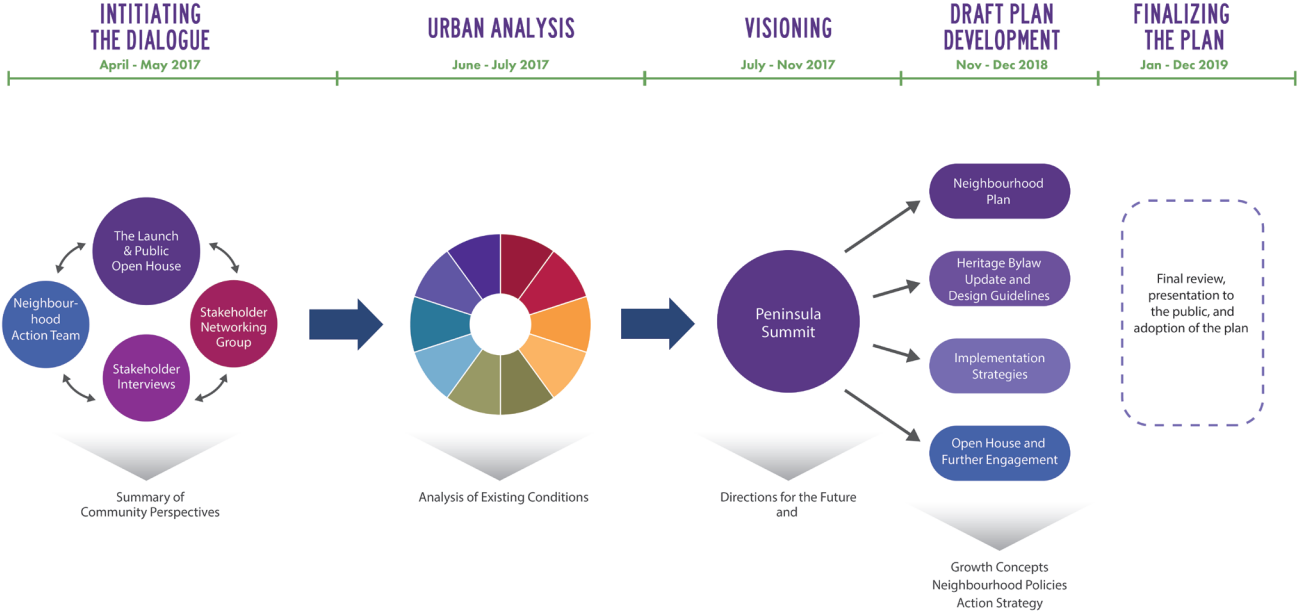 INTITIATING
THE DIALOGUE
April - May 2017
URBAN ANALYSIS
June - July 2017
VISIONING
July - Nov 2017
DRAFT PLAN
DEVELOPMENT
Nov - Dec 2018
FINALIZING
THE PLAN
Jan - Dec 2019
The Launch
& Public
Open House
Neighbour-
hood
Action Team
Stakeholder
Networking
Group
Stakeholder
Interviews
Summary of
Community Perspectives
Analysis of Existing Conditions
Peninsula
Summit
Directions for the Future
and
Neighbourhood
Plan
Heritage Bylaw
Update and
Design Guidelines
Implementation
Strategies
Open House and
Further Engagement
Growth Concepts
Neighbourhood Policies
Action Strategy
Final review,
presentation to
the public, and
adoption of the plan